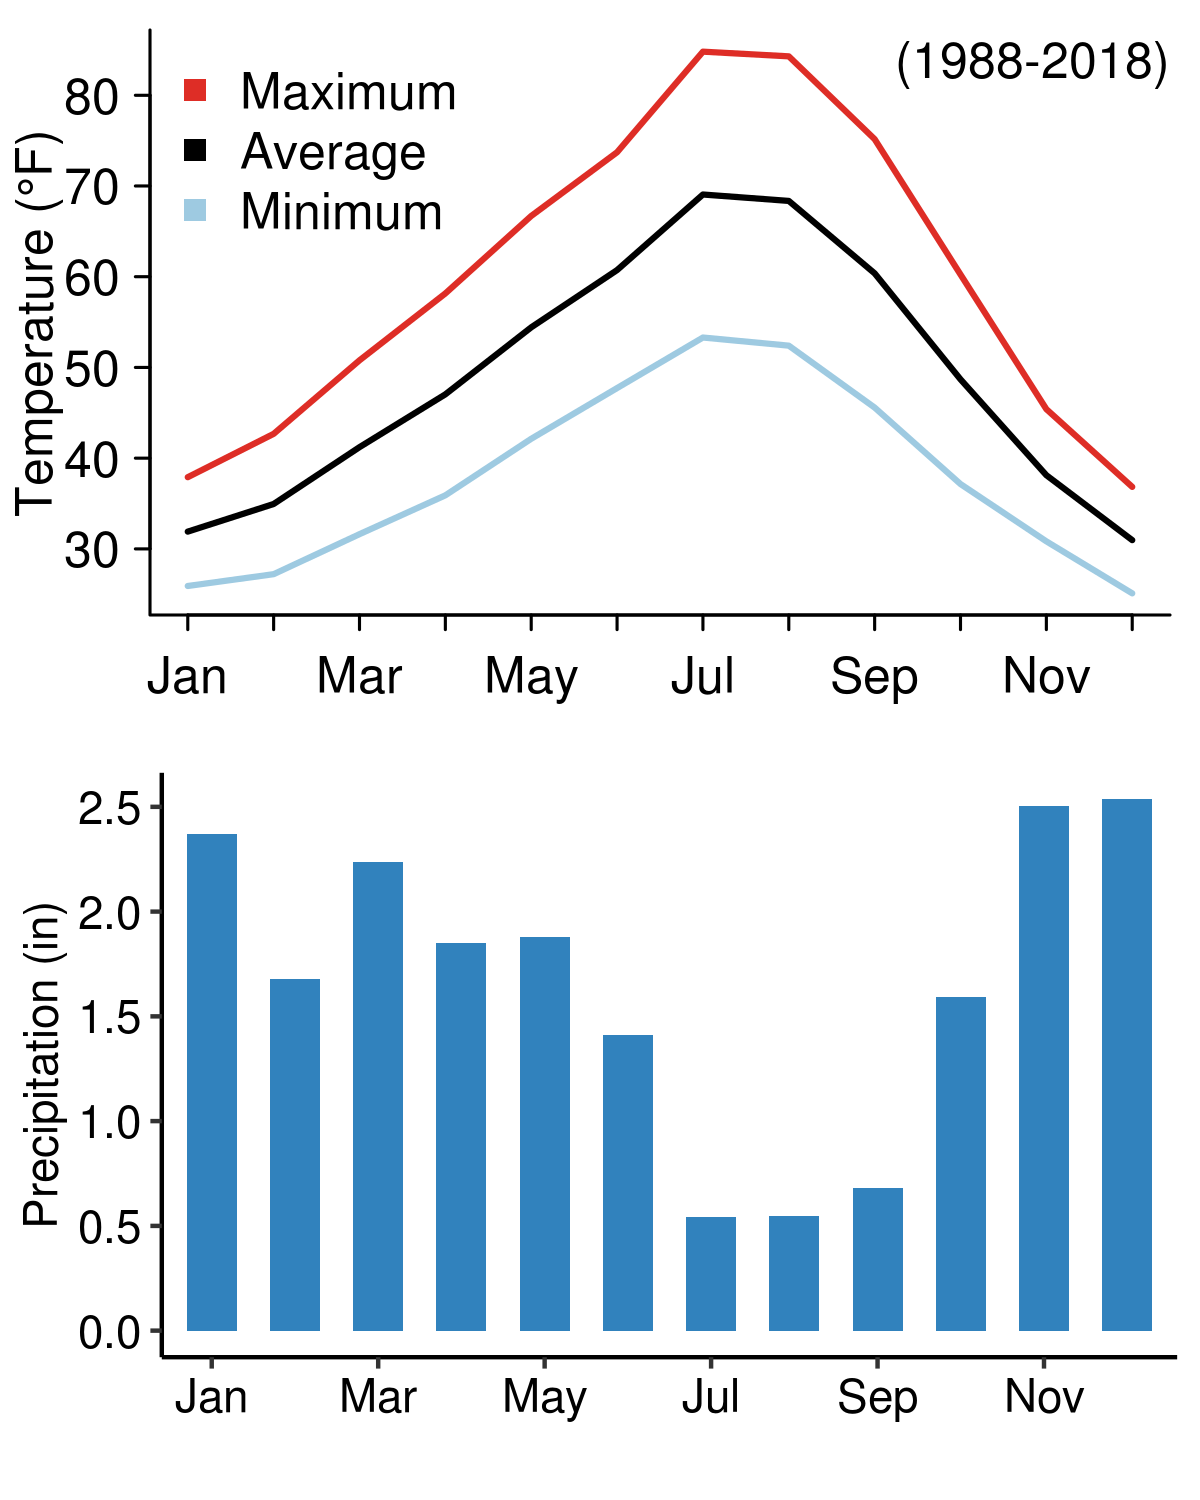 (1988-2018)
Maximum
Average
Minimum
Temperature (°F)
80
70
60
50
40
30
Jan Mar May Jul Sep Nov
Precipitation (in)
2.5
2.0
1.5
1.0
0.5
0.0
Jan Mar May Jul Sep Nov